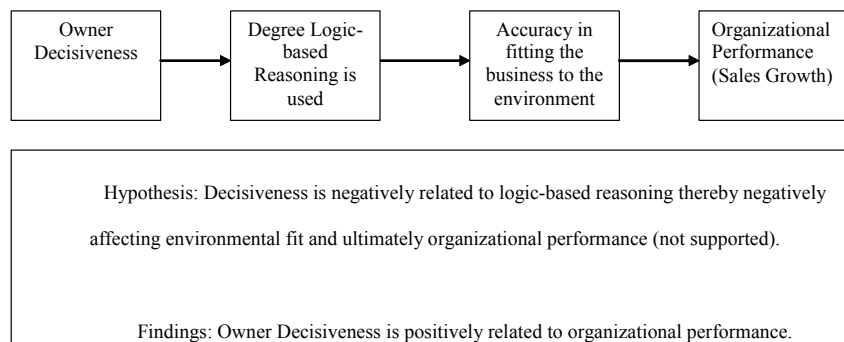 Owner
Decisiveness
Degree Logic-
based
Reasoning is
used
Accuracy in
fitting the
business to the
environment
Organizational
Performance
(Sales Growth)
Hypothesis: Decisiveness is negatively related to logic-based reasoning thereby negatively
affecting environmental fit and ultimately organizational performance (not supported).
Findings: Owner Decisiveness is positively related to organizational performance.